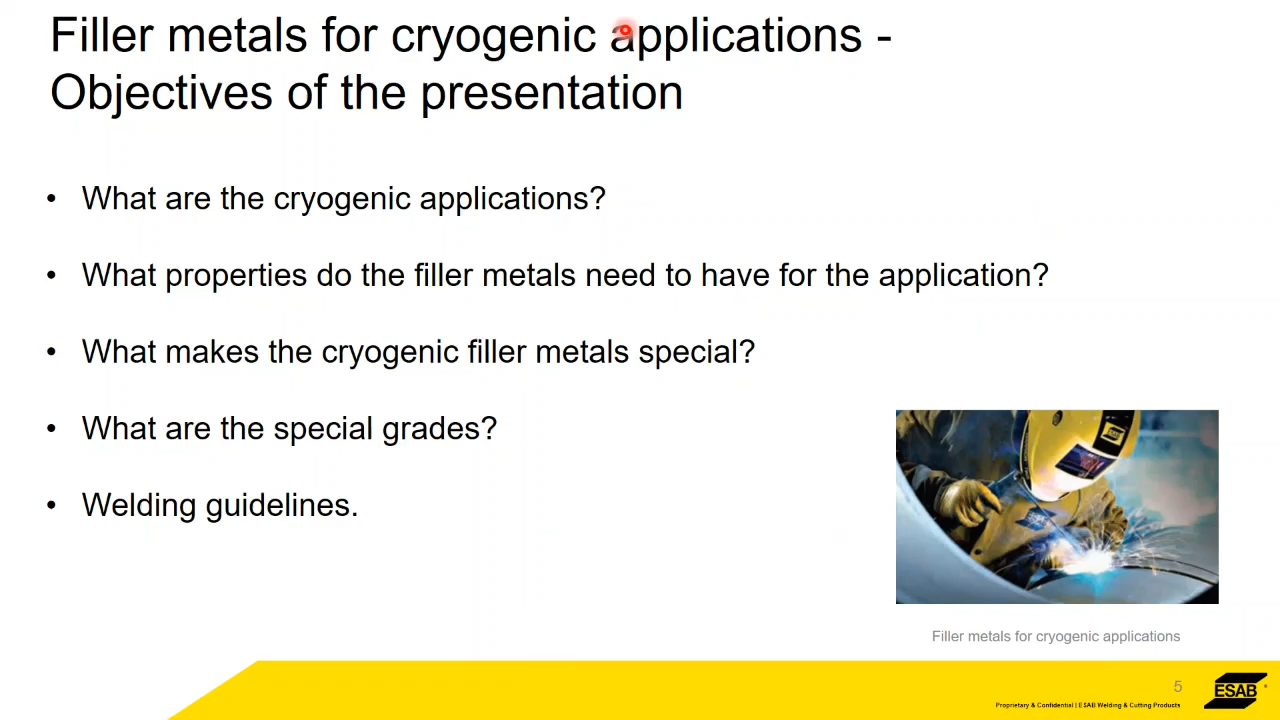 Filler metals for cryogenic applications -
Objectives of the presentation
• What are the cryogenic applications?
• What properties do the filler metals need to have for the application?
• What makes the cryogenic filler metals special?
• What are the special grades?
• Welding guidelines.
ESAB
Filler metals for cryogenic applications
5
Proprietary & Confidential | ESAB Welding & Cutting Products
ESAB